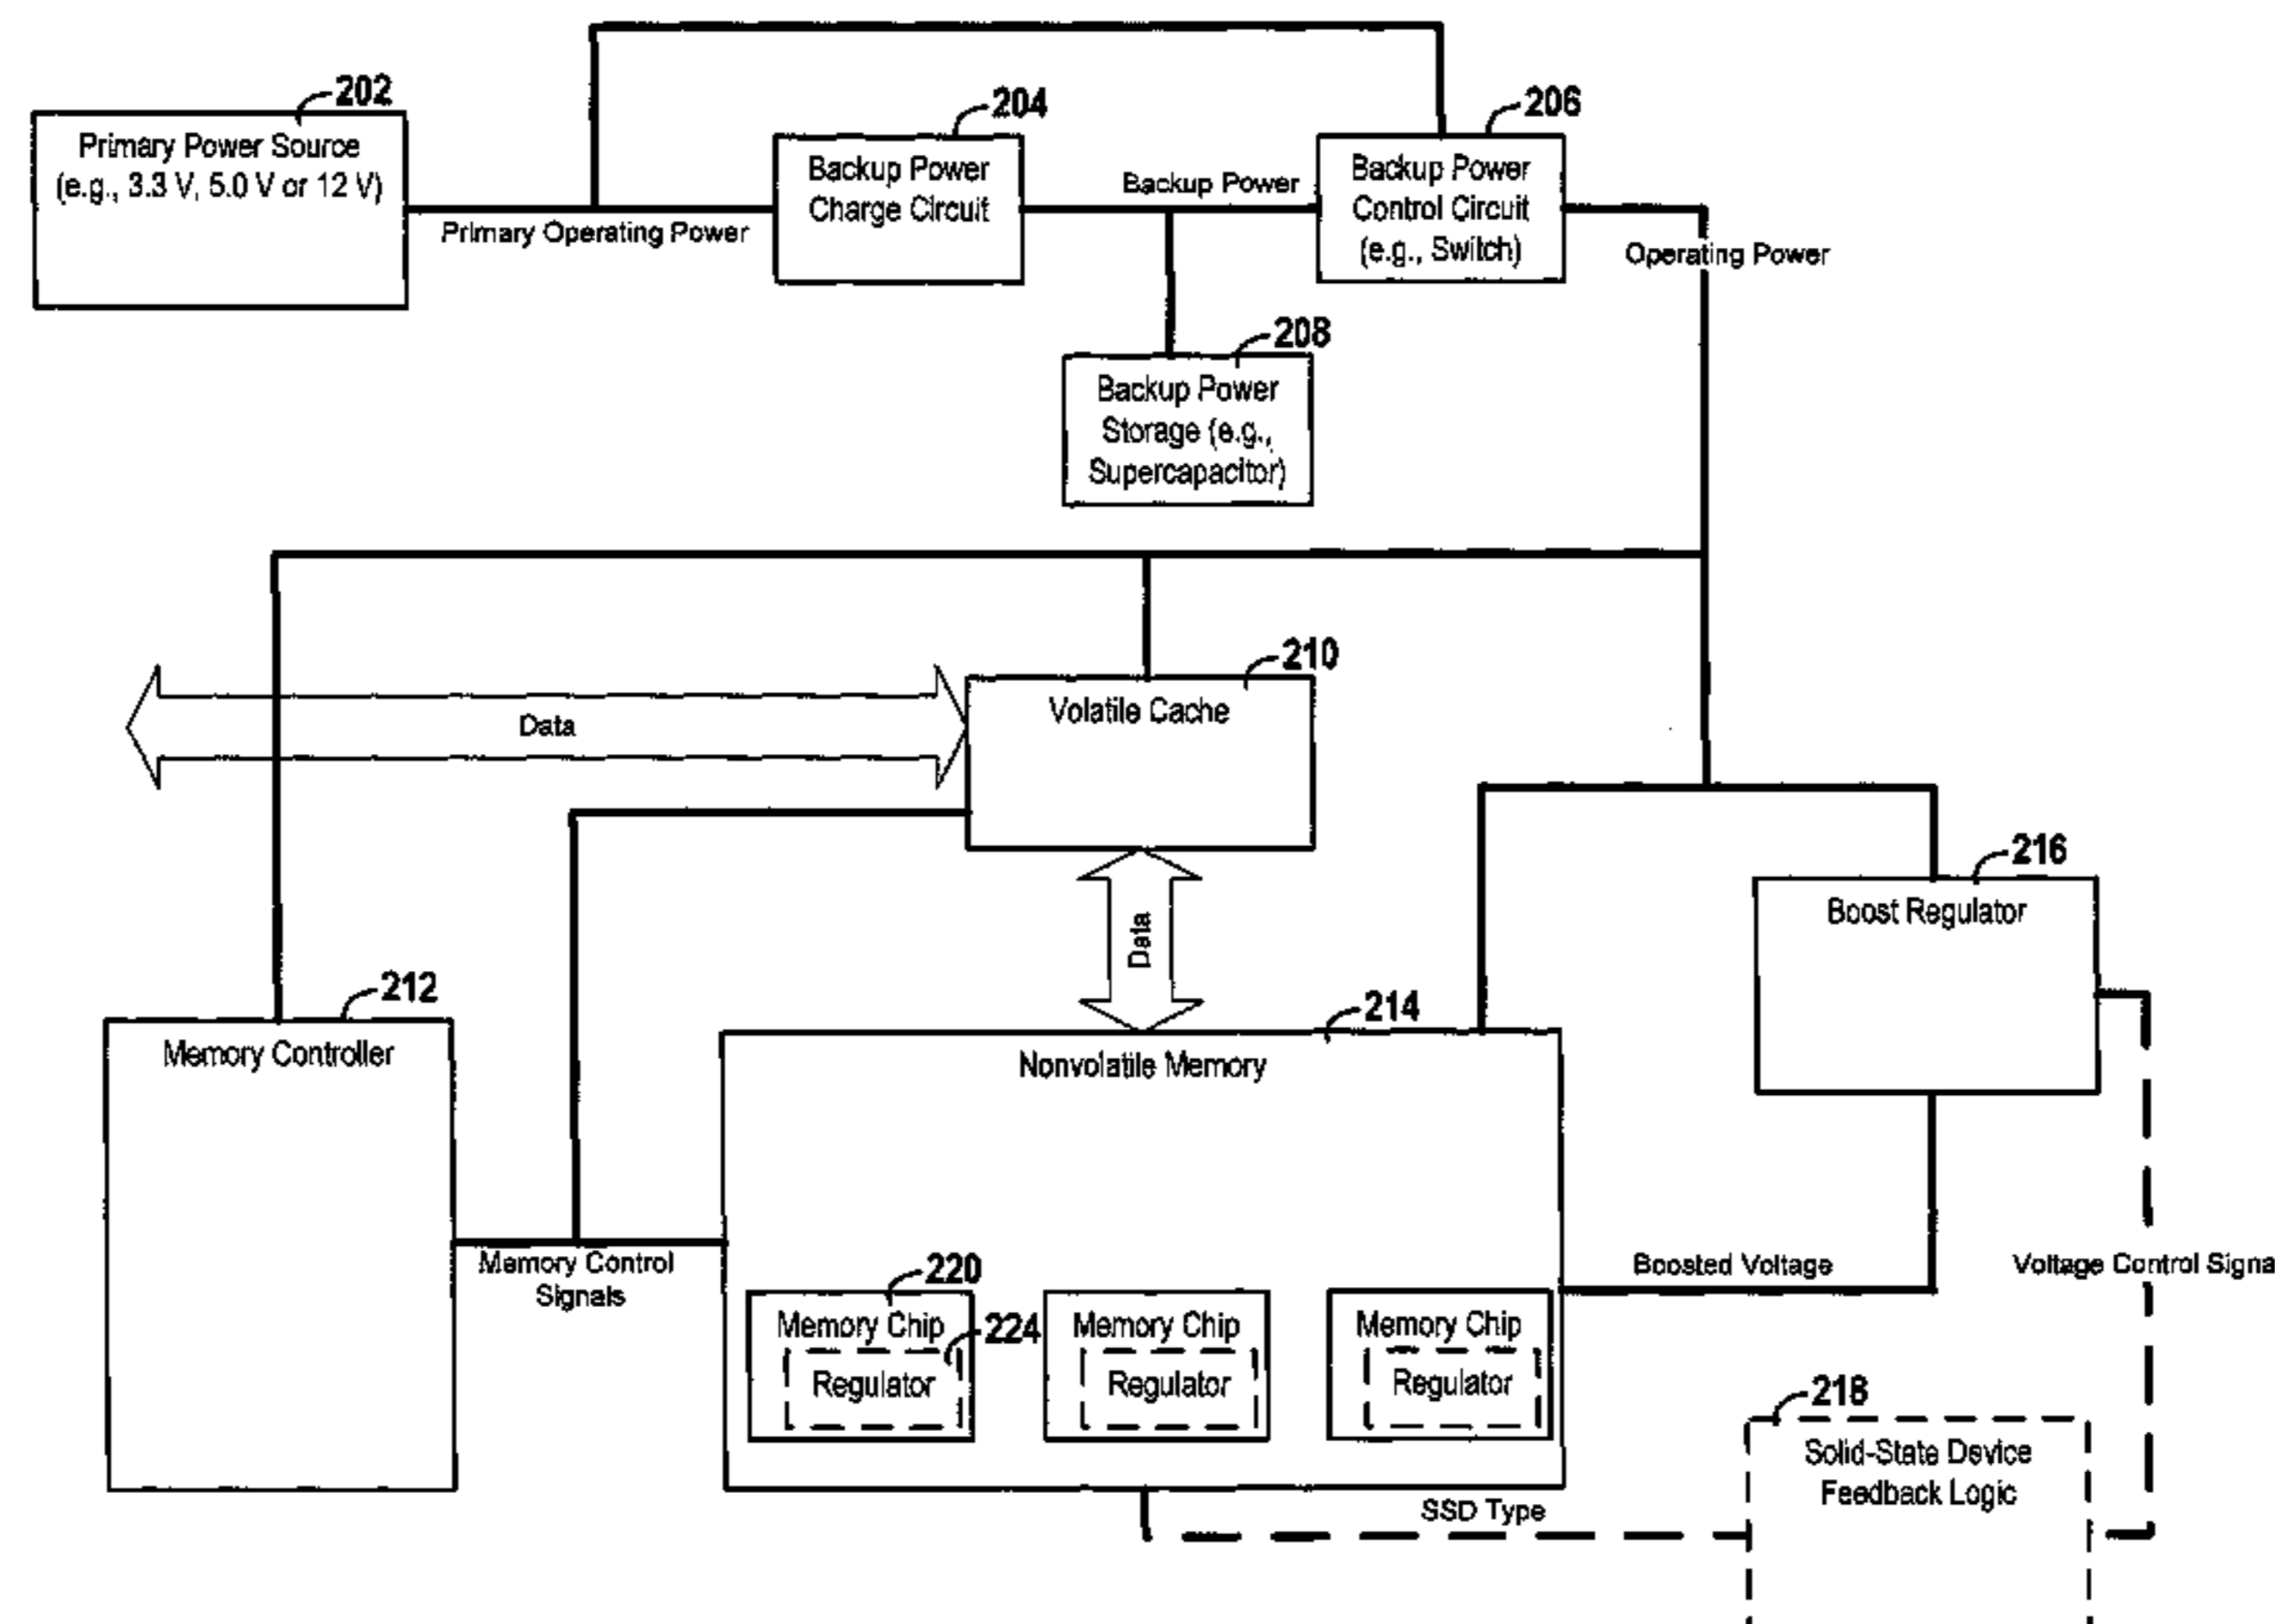 202
Primary Power Source
(e.g., 3.3 V, 5.0 V or 12 V)
Primary Operating Power
204
Backup Power
Charge Circuit
Backup Power
206
Backup Power
Control Circuit
(e.g., Switch)
Operating Power
208
Backup Power
Storage (e.g.,
Supercapacitor)
210
Volatile Cache
Data
Data
216
Boost Regulator
212
Memory Controller
214
Nonvolatile Memory
Memory Control
Signals
Boosted Voltage
Voltage Control Signa
220
Memory Chip
224
Regulator
Memory Chip
Regulator
Memory Chip
Regulator
218
Solid-State Device
Feedback Logic
SSD Type